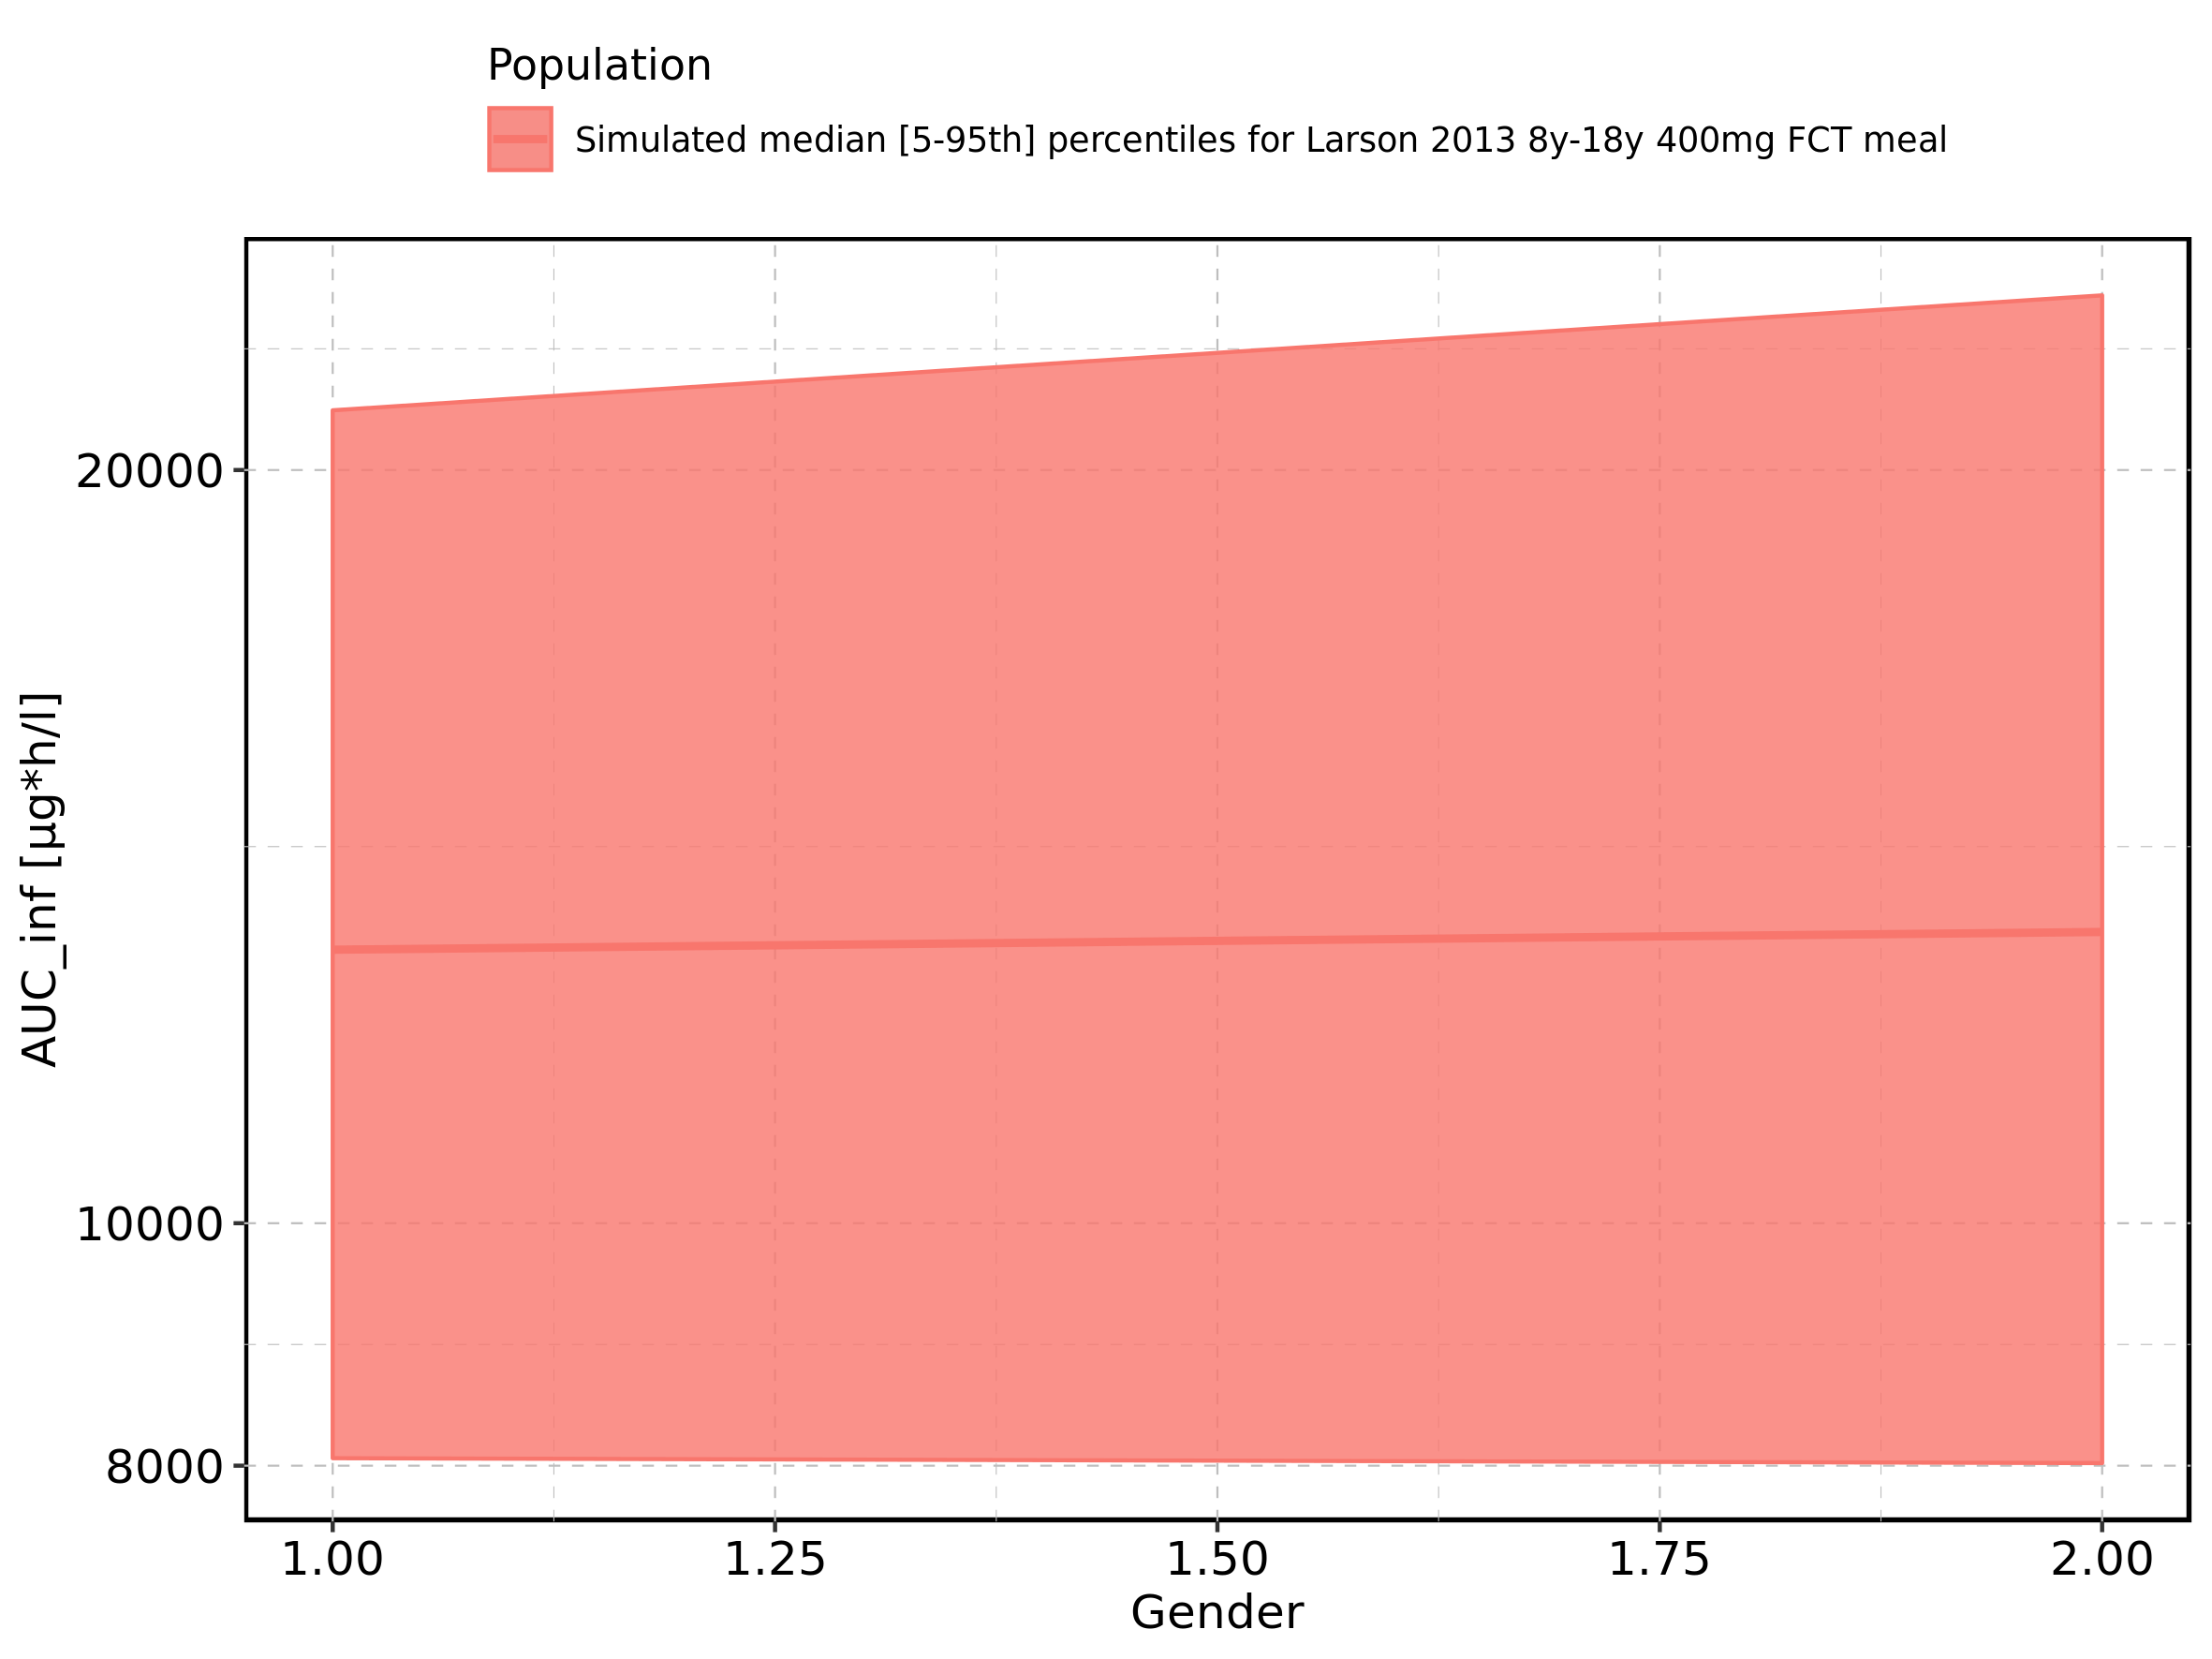 Population
Simulated median [5-95th] percentiles for Larson 2013 8y-18y 400mg FCT meal
AUC_inf [µg*h/l]
20000
10000
8000
1.00 1.25 1.50 1.75 2.00
Gender